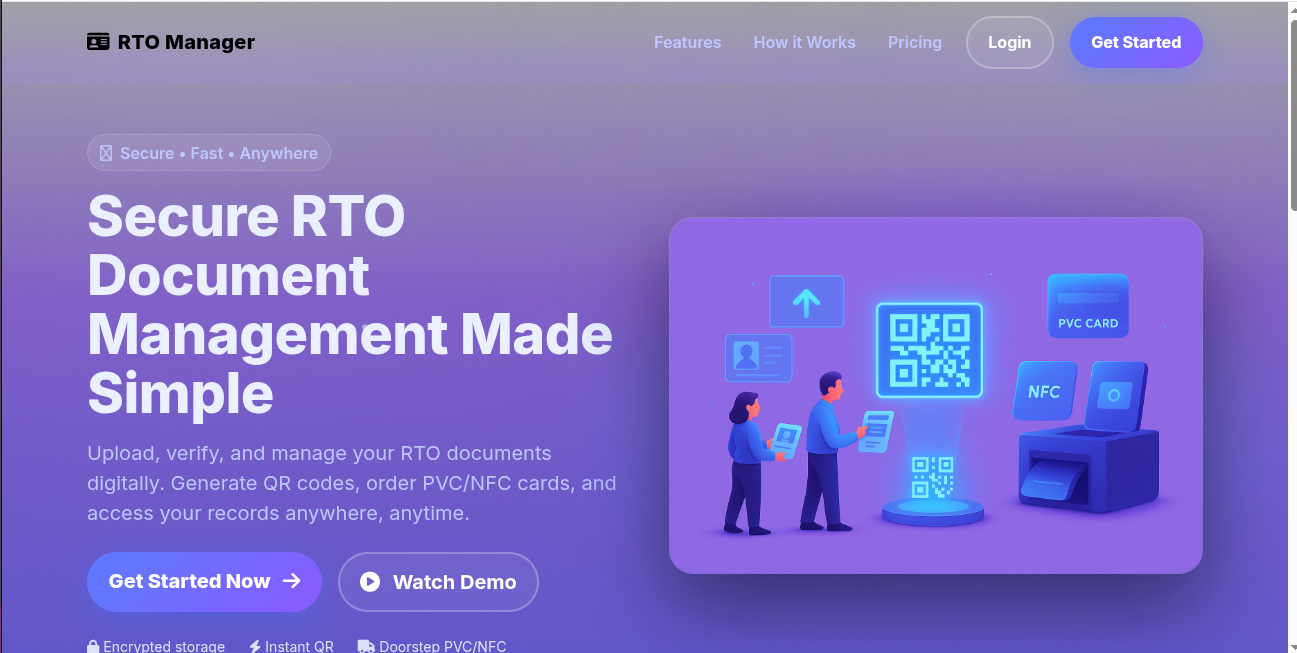 RTO Manager
Features
How it Works
Pricing
Login
Get Started
Secure • Fast • Anywhere
Secure RTO
Document
Management Made
Simple
Upload, verify, and manage your RTO documents
digitally. Generate QR codes, order PVC/NFC cards, and
access your records anywhere, anytime.
Get Started Now
Watch Demo
Encrypted storage
Instant QR
Doorstep PVC/NFC
PVC CARD
NFC